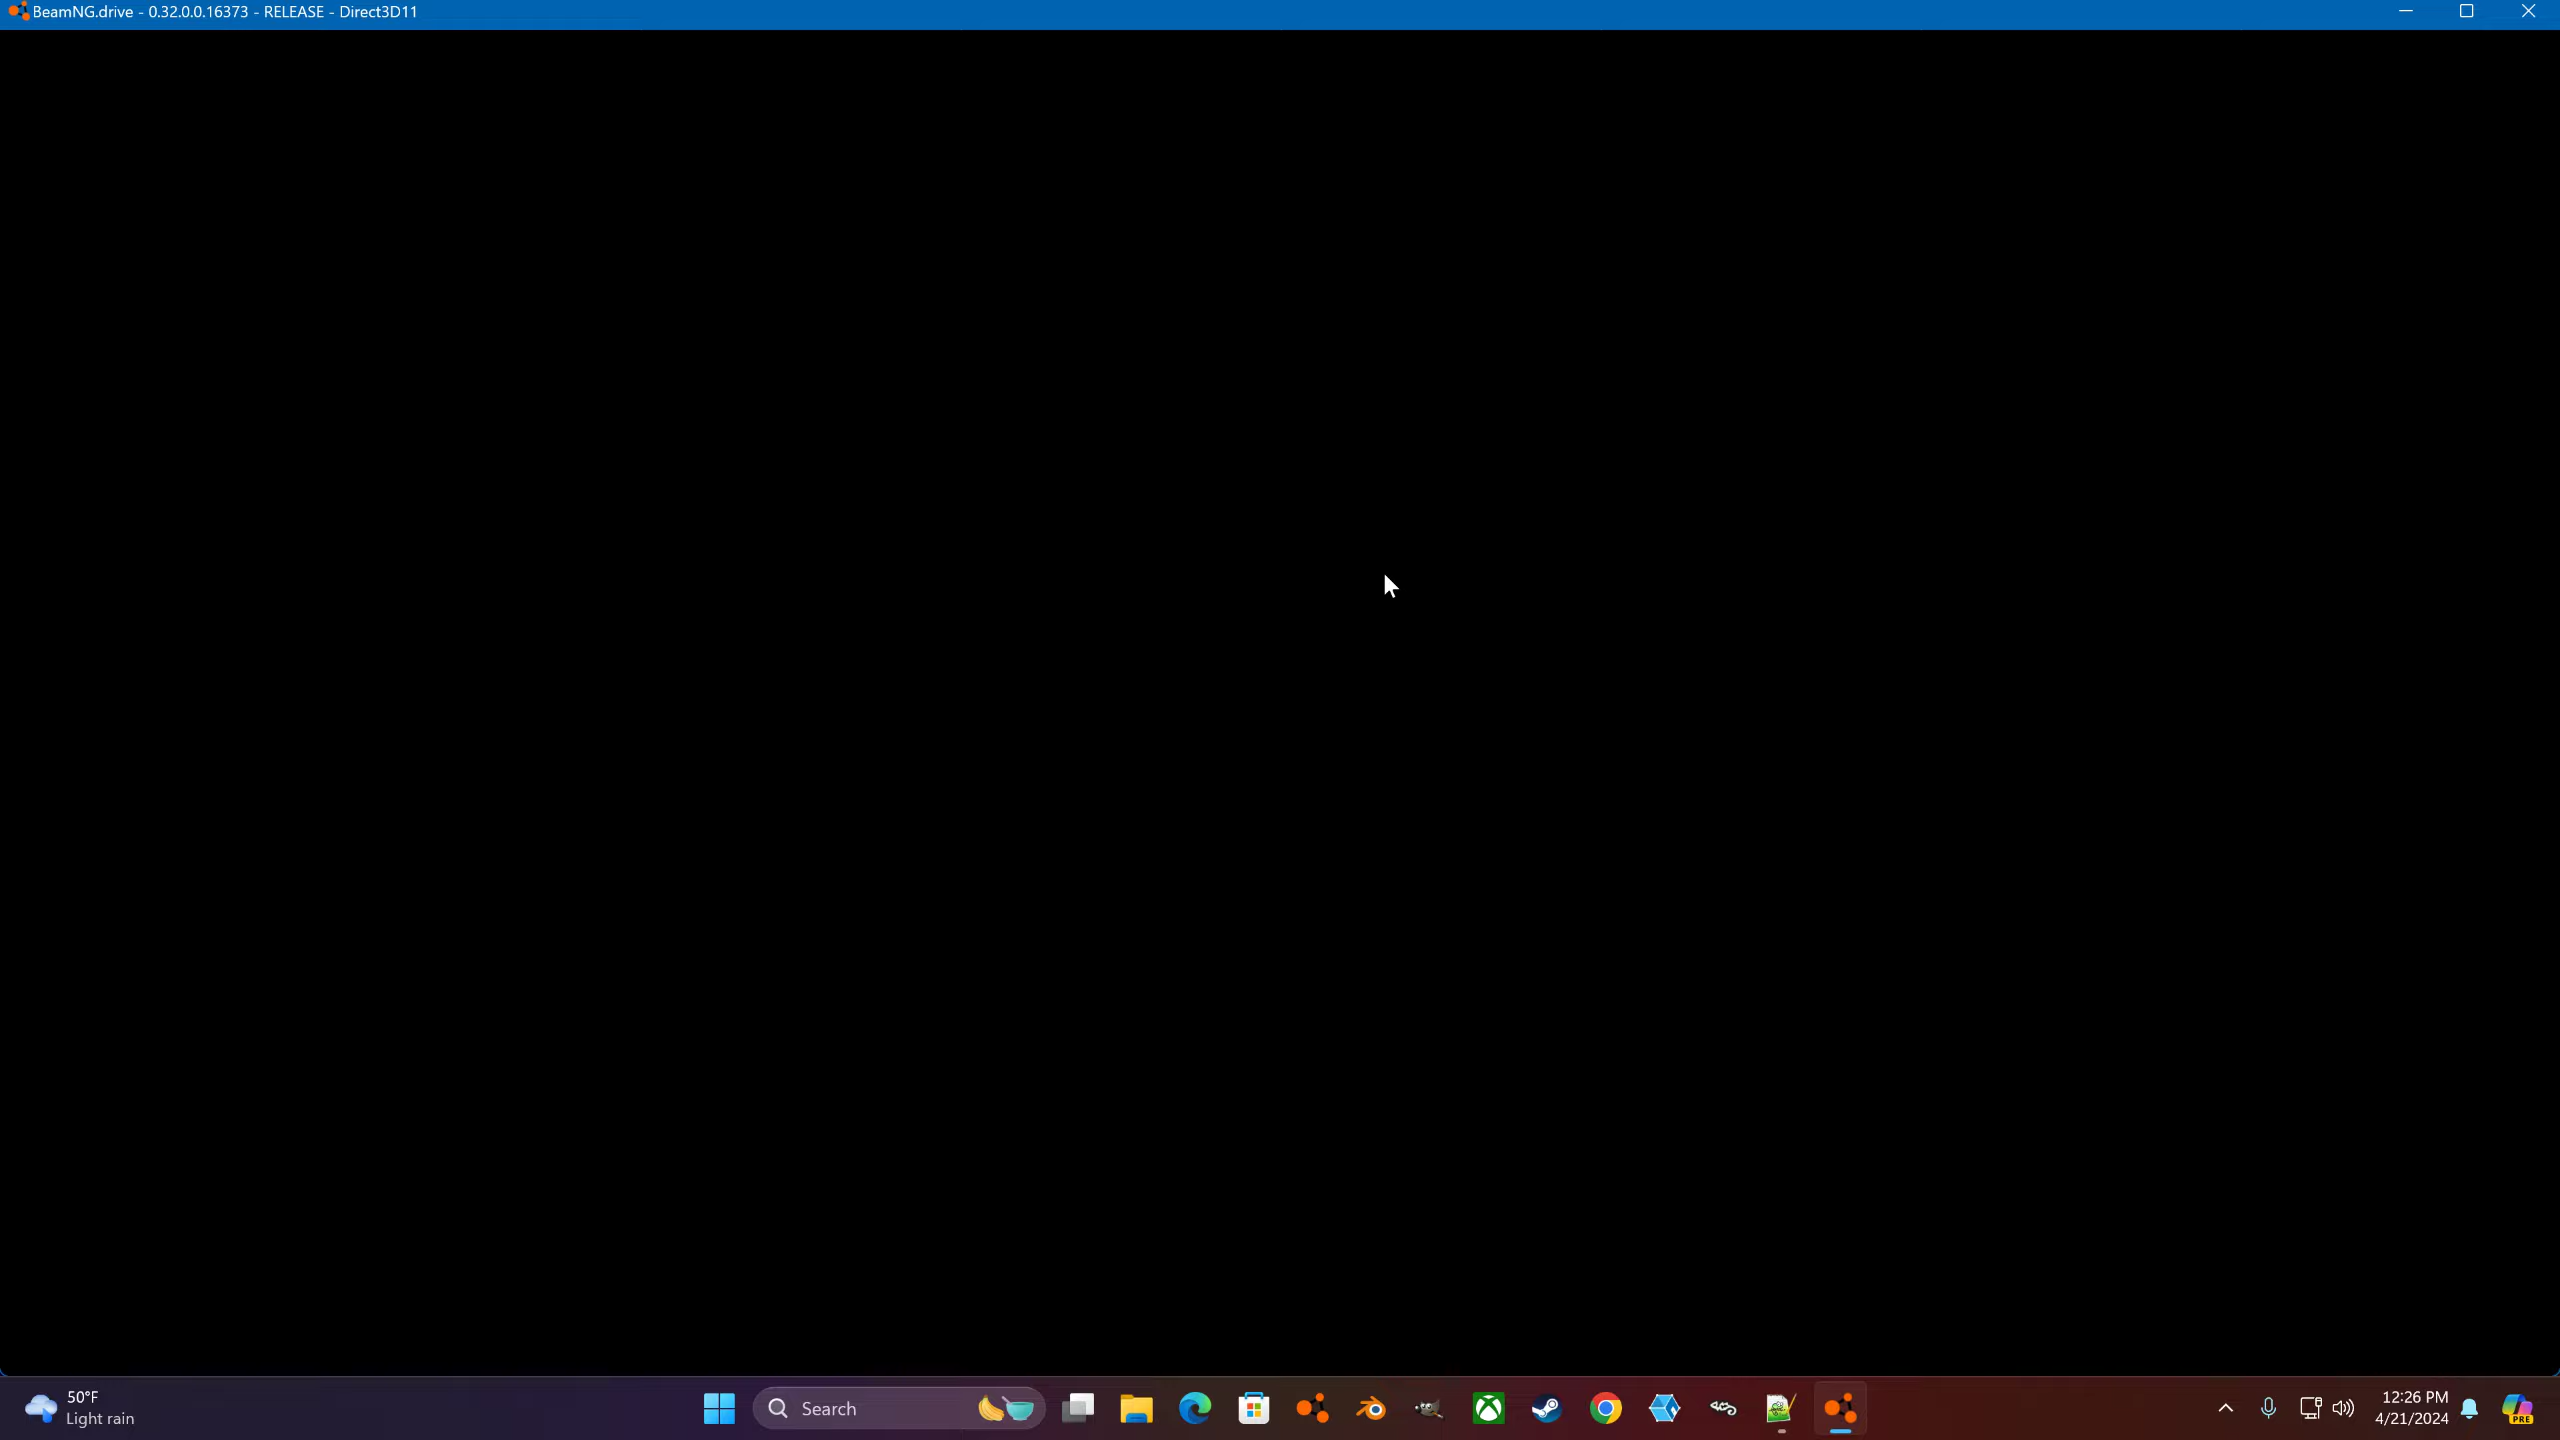 BeamNG.drive - 0.32.0.0.16373 - RELEASE - Direct3D11
50°F
Light rain
Search
12:26 PM
4/21/2024
PRE